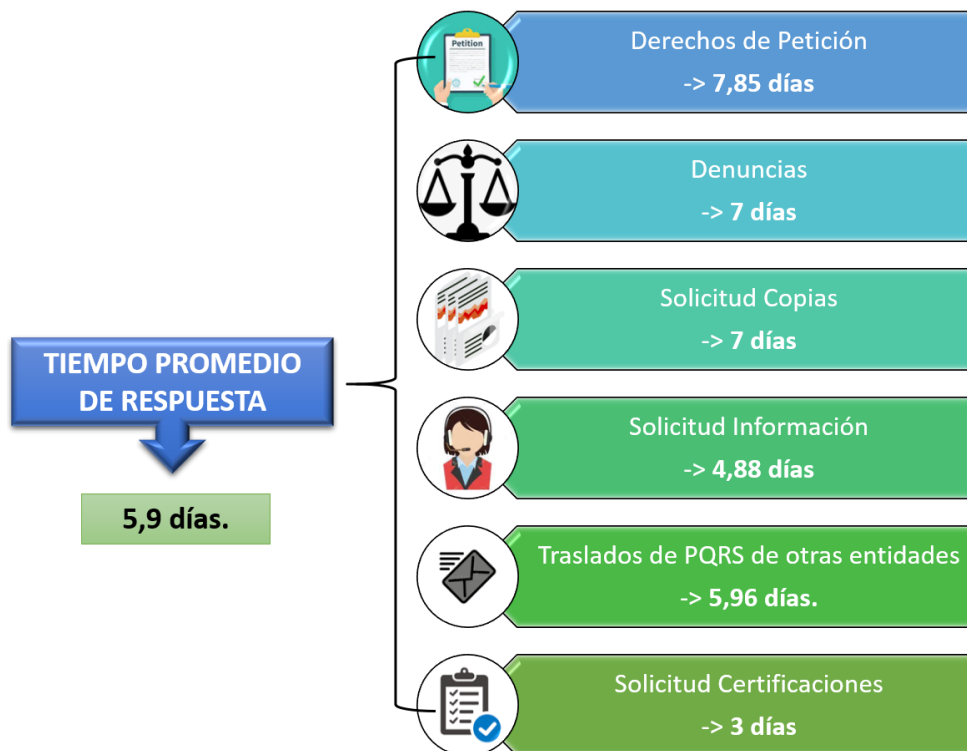 TIEMPO PROMEDIO
DE RESPUESTA
5,9 días.
Petition
Derechos de Petición
-> 7,85 días
Denuncias
-> 7 días
Solicitud Copias
-> 7 días
Solicitud Información
-> 4,88 días
Traslados de PQRS de otras entidades
-> 5,96 días.
Solicitud Certificaciones
-> 3 días